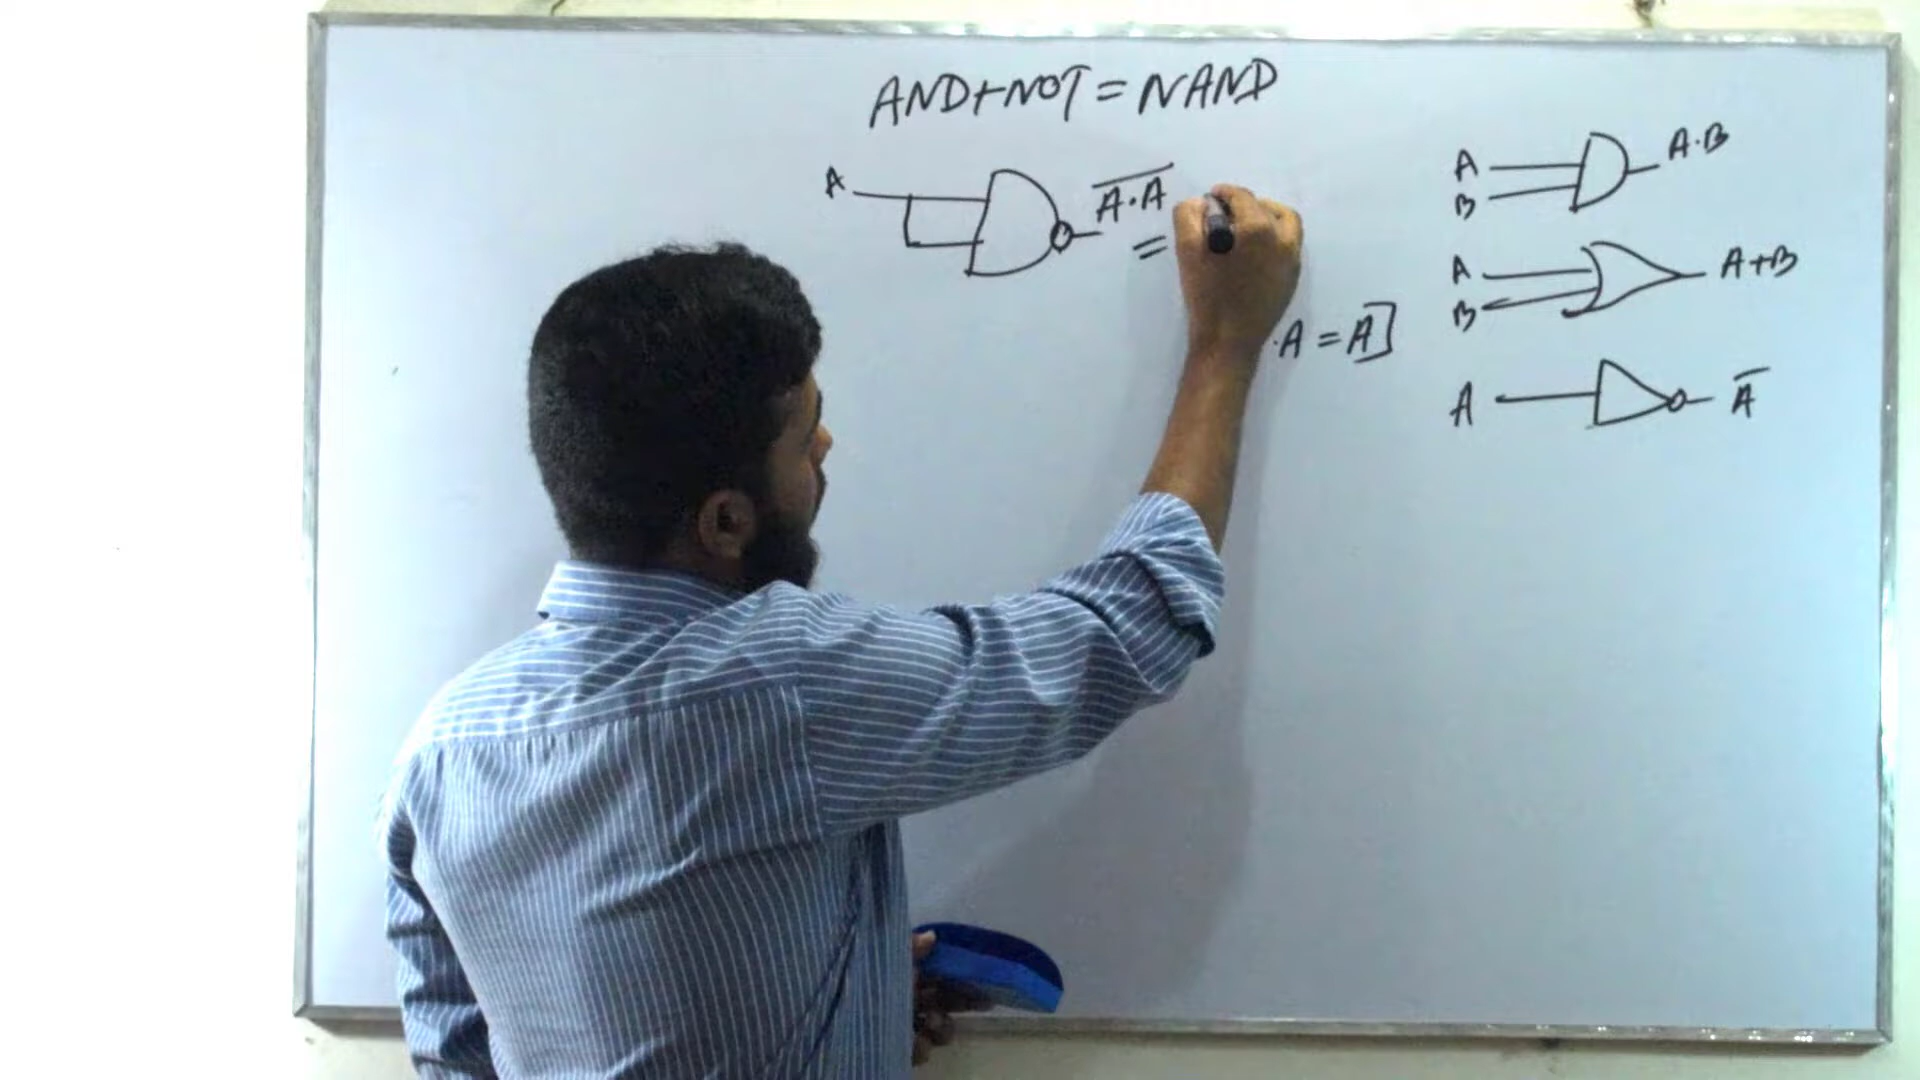 AND+NOT = NAND
A
A̅.̅A̅
=
.A = A]
A
B
A.B
A
B
A+B
A
A̅